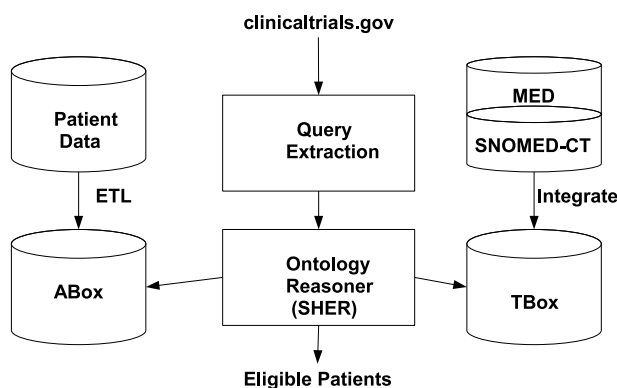 clinicaltrials.gov
Patient
Data
Query
Extraction
MED
SNOMED-CT
ETL
Integrate
ABox
Ontology
Reasoner
(SHER)
TBox
Eligible Patients